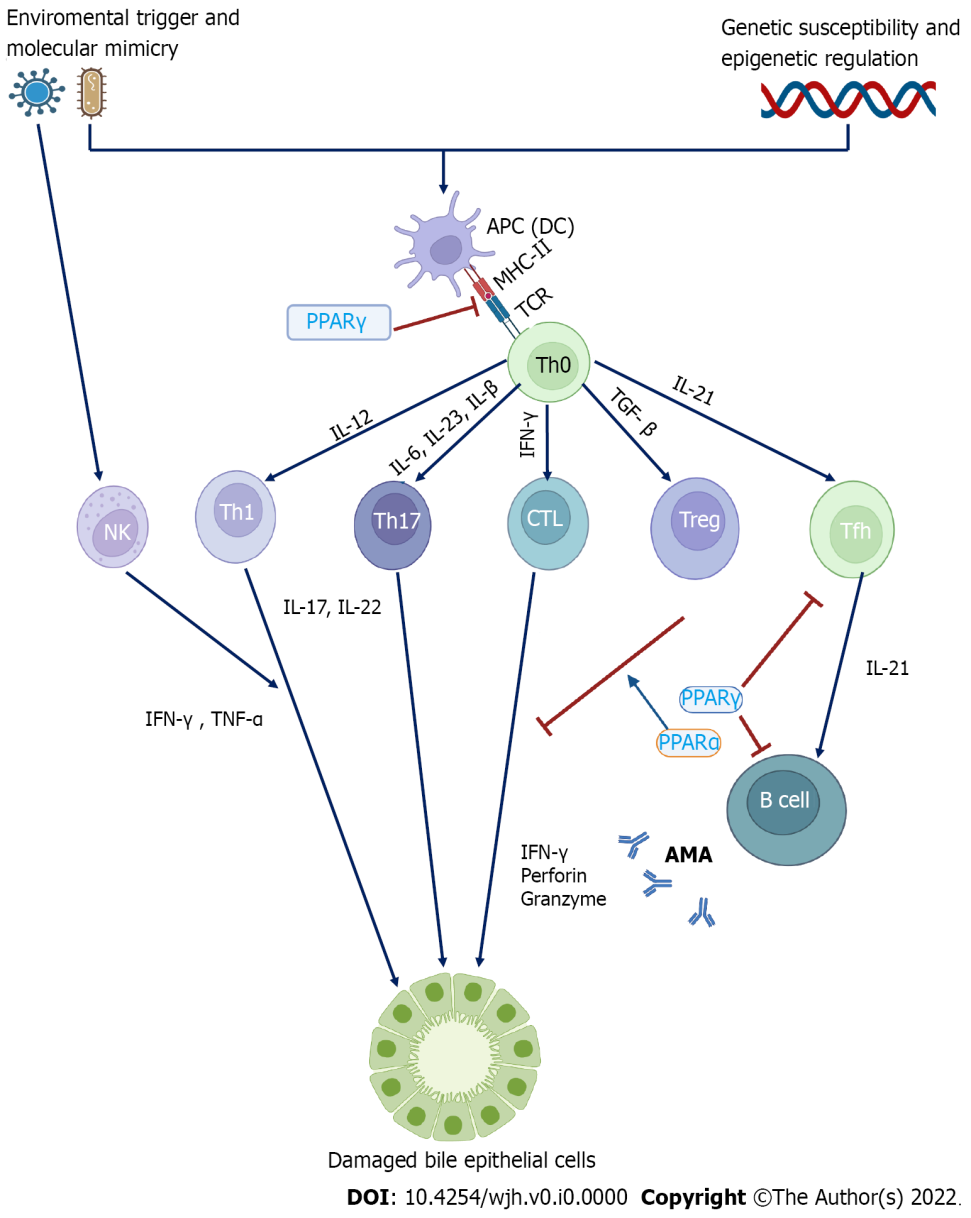 Enviromental trigger and
molecular mimicry
Genetic susceptibility and
epigenetic regulation
APC (DC)
MHC-II
TCR
PPARγ
Th0
IL-12
IL-6, IL-23, IL-β
IFN-γ
TGF- β
IL-21
NK
Th1
Th17
CTL
Treg
Tfh
IL-17, IL-22
IL-21
IFN-γ , TNF-α
PPARγ
PPARα
B cell
IFN-γ
Perforin
Granzyme
AMA
Damaged bile epithelial cells
DOI: 10.4254/wjh.v0.i0.0000 Copyright ©The Author(s) 2022.